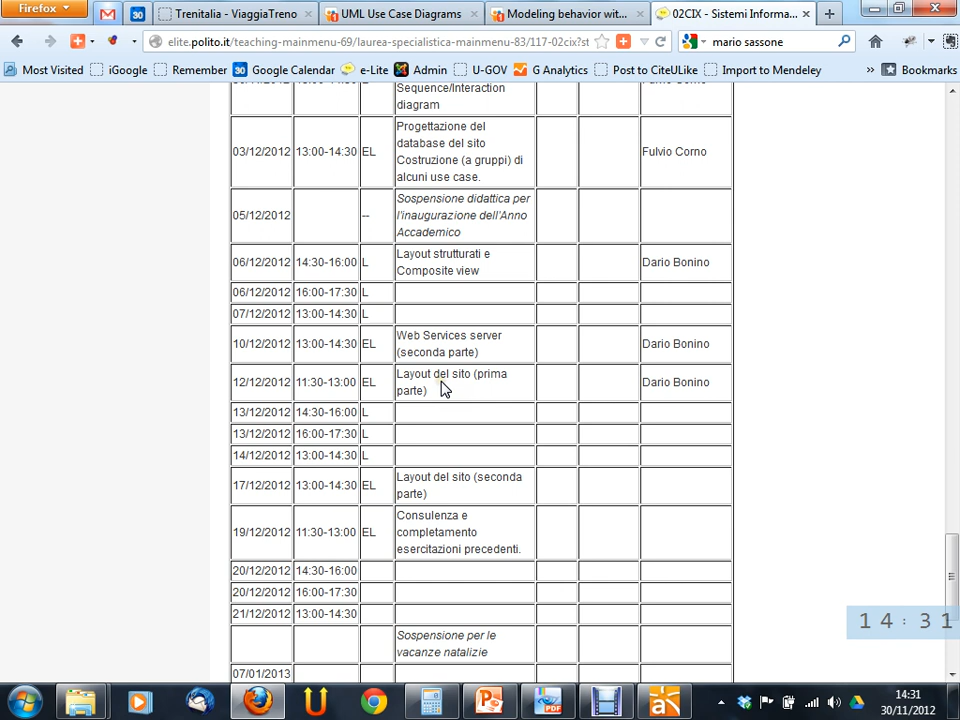 Firefox
Trenitalia - ViaggiaTreno
UML Use Case Diagrams
Modeling behavior wit...
02CIX - Sistemi Informa...
elite.polito.it/teaching-mainmenu-69/laurea-specialistica-mainmenu-83/117-02cix?st
mario sassone
Most Visited
iGoogle
Remember
30 Google Calendar
e-Lite
Admin
U-GOV
G Analytics
Post to CiteULike
Import to Mendeley
»
Bookmarks
Sequence/Interaction
diagram
03/12/2012 13:00-14:30 EL
Progettazione del
database del sito
Costruzione (a gruppi) di
alcuni use case.
Fulvio Corno
05/12/2012 --
Sospensione didattica per
l'inaugurazione dell'Anno
Accademico
06/12/2012 14:30-16:00 L
Layout strutturati e
Composite view
Dario Bonino
06/12/2012 16:00-17:30 L
07/12/2012 13:00-14:30 L
10/12/2012 13:00-14:30 EL
Web Services server
(seconda parte)
Dario Bonino
12/12/2012 11:30-13:00 EL
Layout del sito (prima
parte)
Dario Bonino
13/12/2012 14:30-16:00 L
13/12/2012 16:00-17:30 L
14/12/2012 13:00-14:30 L
17/12/2012 13:00-14:30 EL
Layout del sito (seconda
parte)
19/12/2012 11:30-13:00 EL
Consulenza e
completamento
esercitazioni precedenti.
20/12/2012 14:30-16:00
20/12/2012 16:00-17:30
21/12/2012 13:00-14:30
Sospensione per le
vacanze natalizie
07/01/2013
14:31
14:31
30/11/2012